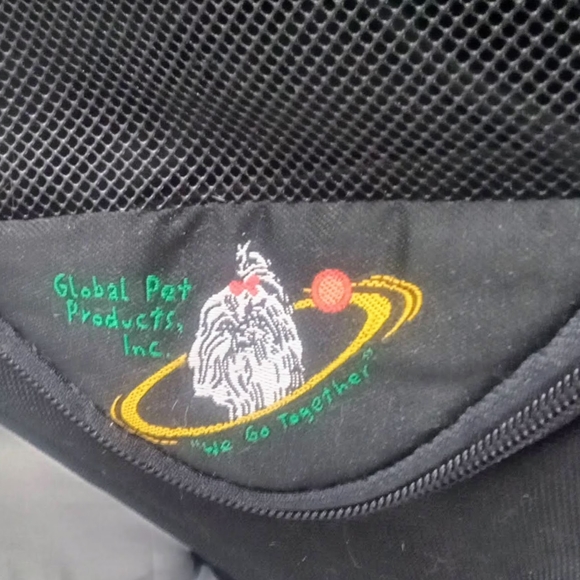 Global Pet
Products,
Inc.
"We Go Together"